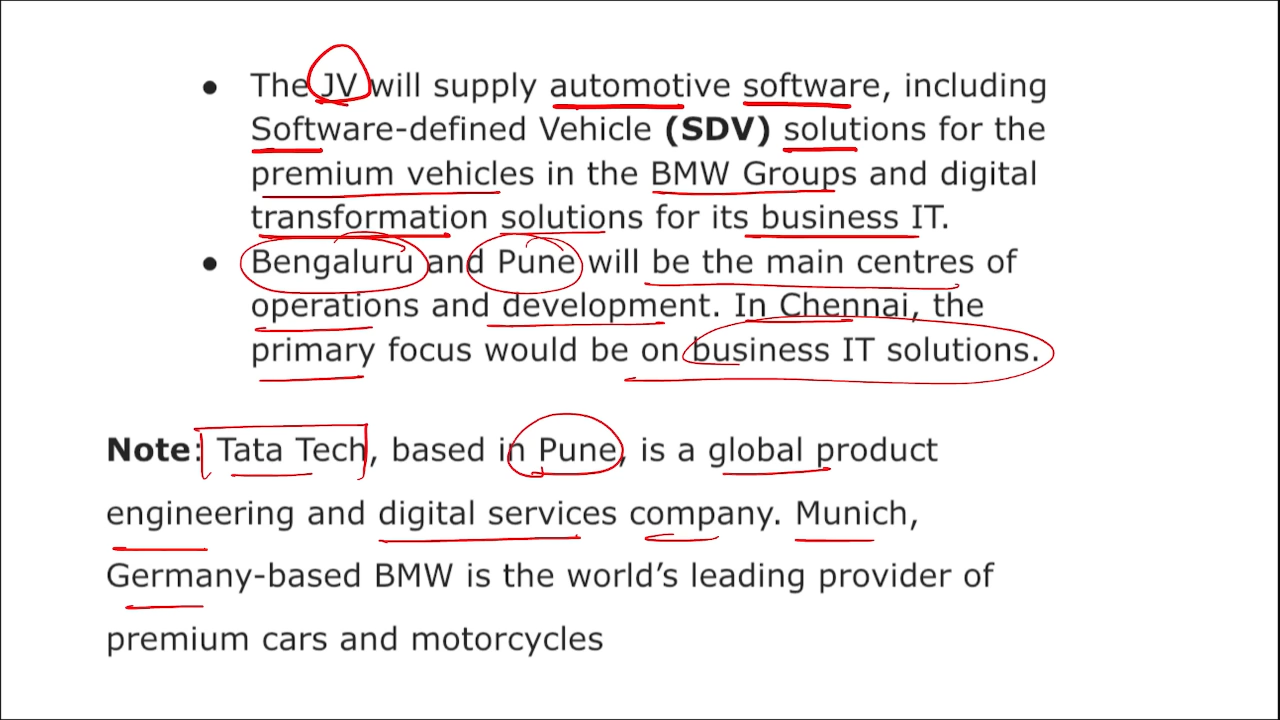 ● The JV will supply automotive software, including
Software-defined Vehicle (SDV) solutions for the
premium vehicles in the BMW Groups and digital
transformation solutions for its business IT.
● Bengaluru and Pune will be the main centres of
operations and development. In Chennai, the
primary focus would be on business IT solutions.
Note: Tata Tech, based in Pune, is a global product
engineering and digital services company. Munich,
Germany-based BMW is the world’s leading provider of
premium cars and motorcycles